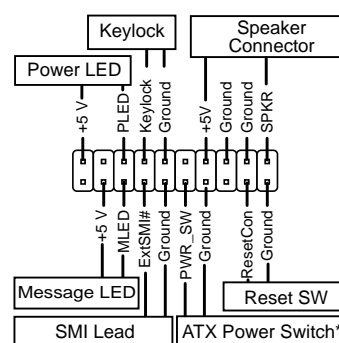 Keylock
Speaker
Connector
Power LED
+5 V
PLED
Keylock
Ground
+5V
Ground
Ground
SPKR
+5 V
MLED
ExtSMI#
Ground
PWR_SW
Ground
ResetCon
Ground
Message LED
Reset SW
SMI Lead
ATX Power Switch*